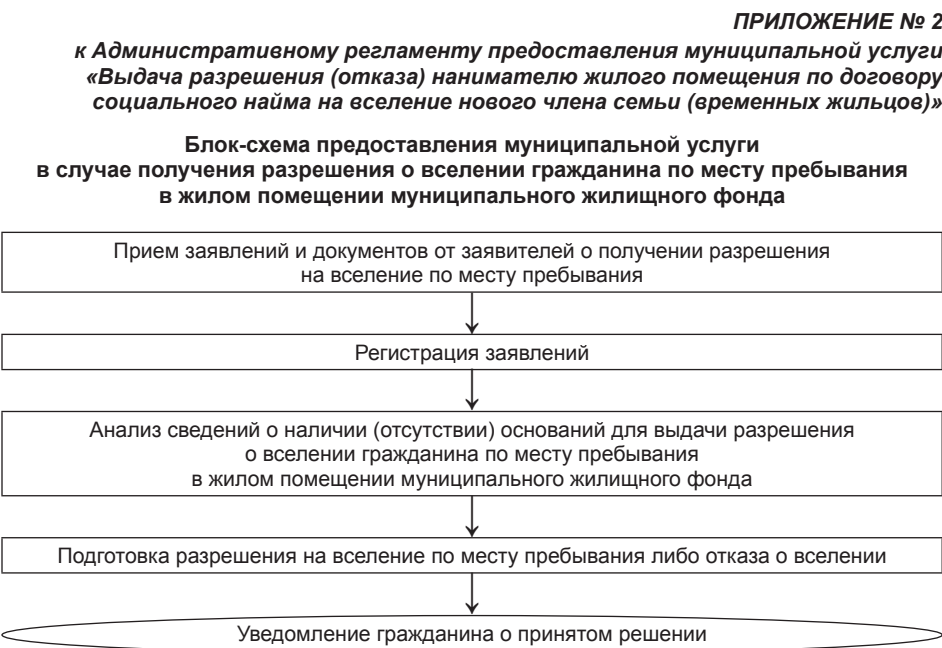 ПРИЛОЖЕНИЕ № 2
к Административному регламенту предоставления муниципальной услуги
«Выдача разрешения (отказа) нанимателю жилого помещения по договору
социального найма на вселение нового члена семьи (временных жильцов)»
Блок-схема предоставления муниципальной услуги
в случае получения разрешения о вселении гражданина по месту пребывания
в жилом помещении муниципального жилищного фонда
Прием заявлений и документов от заявителей о получении разрешения
на вселение по месту пребывания
Регистрация заявлений
Анализ сведений о наличии (отсутствии) оснований для выдачи разрешения
о вселении гражданина по месту пребывания
в жилом помещении муниципального жилищного фонда
Подготовка разрешения на вселение по месту пребывания либо отказа о вселении
Уведомление гражданина о принятом решении